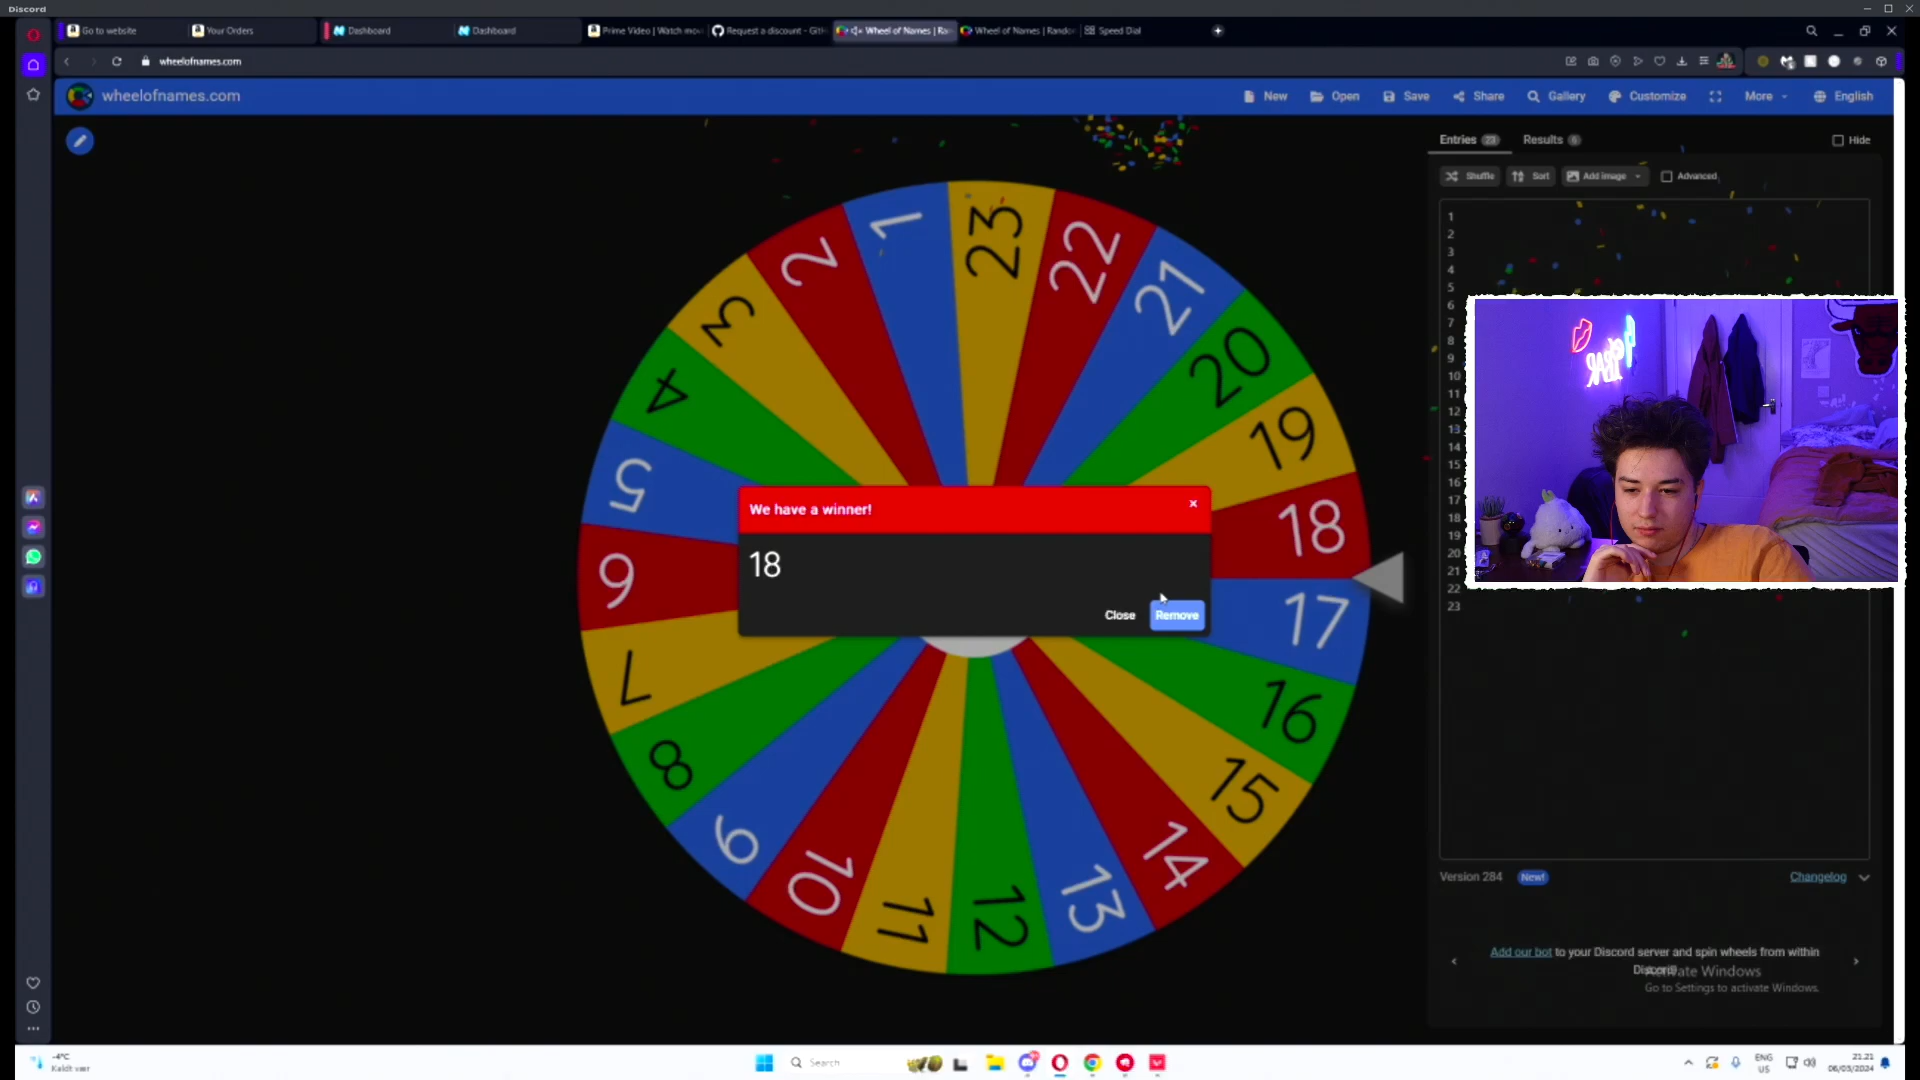 Discord
Go to website
Your Orders
Dashboard
Dashboard
Prime Video | Watch mov
Request a discount - Gith
Wheel of Names | Ra
Wheel of Names | Rando
Speed Dial
wheelofnames.com
wheelofnames.com
New
Open
Save
Share
Gallery
Customize
More
English
Entries 23
Results 6
Hide
Shuffle
Sort
Add image
Advanced
1
2
3
4
5
6
7
8
9
10
11
12
13
14
15
16
17
18
19
20
21
22
23
1
23
22
21
20
19
18
17
16
15
14
13
12
11
10
9
8
7
6
5
4
3
2
We have a winner!
18
Close
Remove
Version 284
New!
Changelog
Add our bot to your Discord server and spin wheels from within
Discord!
Activate Windows
Go to Settings to activate Windows.
-4°C
Kaldt vær
Search
ENG
US
21.21
06/03/2024